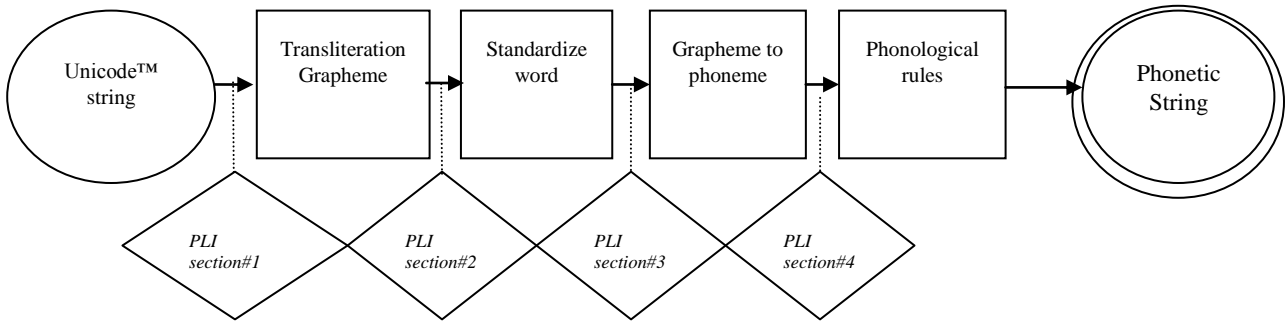 Unicode™
string
Transliteration
Grapheme
Standardize
word
Grapheme to
phoneme
Phonological
rules
Phonetic
String
PLI
section#1
PLI
section#2
PLI
section#3
PLI
section#4